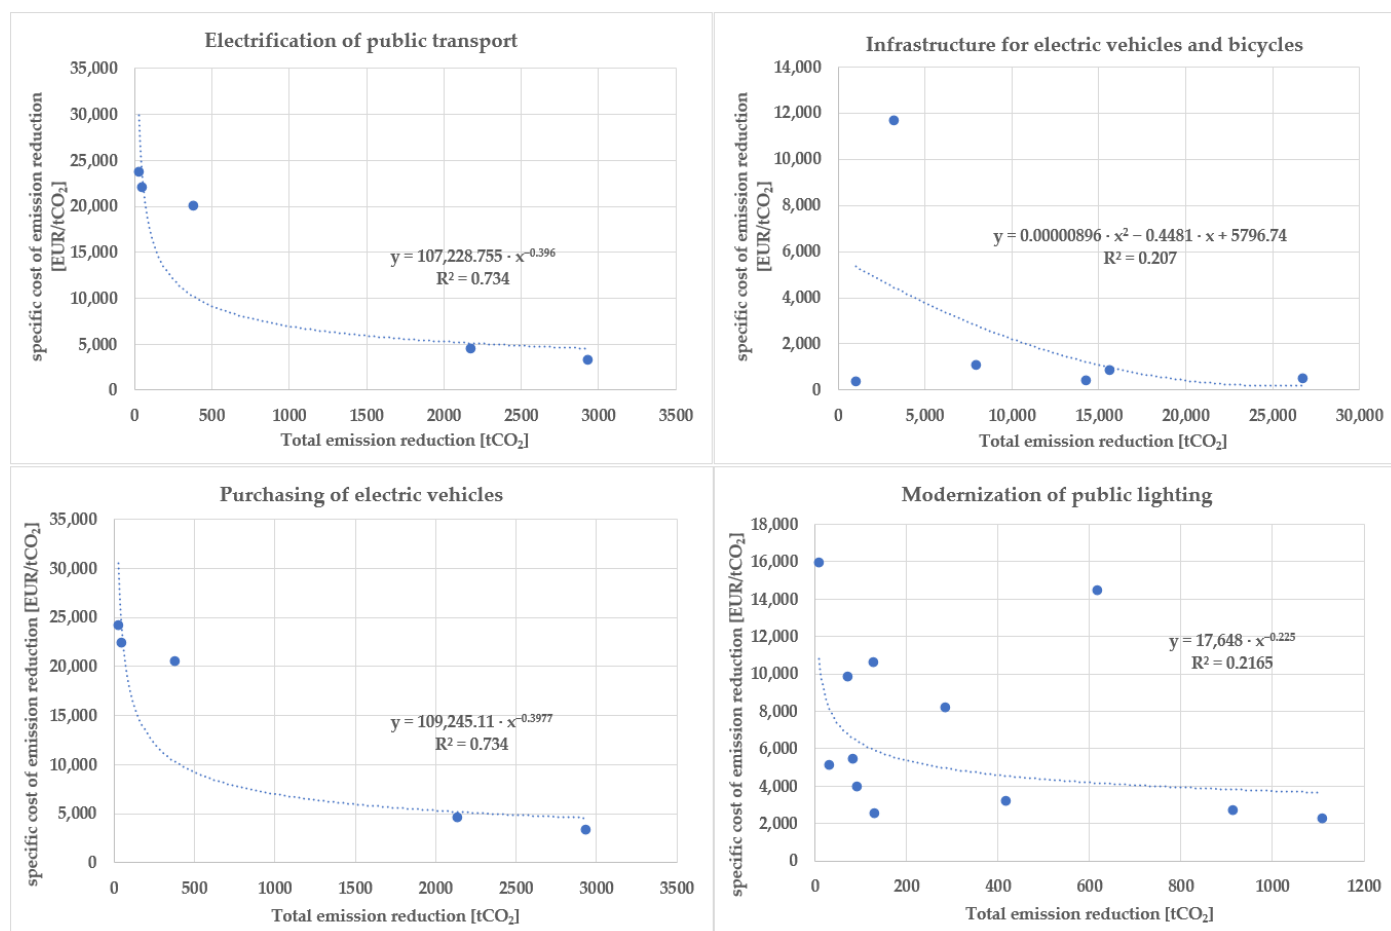 Electrification of public transport
specific cost of emission reduction
[EUR/tCO₂]
35,000
30,000
25,000
20,000
15,000
10,000
5,000
0
y = 107,228.755 · x⁻⁰·³⁹⁶
R² = 0.734
0 500 1000 1500 2000 2500 3000 3500
Total emission reduction [tCO₂]
Infrastructure for electric vehicles and bicycles
specific cost of emission reduction
[EUR/tCO₂]
14,000
12,000
10,000
8,000
6,000
4,000
2,000
0
y = 0.00000896 · x² − 0.4481 · x + 5796.74
R² = 0.207
0 5,000 10,000 15,000 20,000 25,000 30,000
Total emission reduction [tCO₂]
Purchasing of electric vehicles
specific cost of emission reduction [EUR/tCO₂]
35,000
30,000
25,000
20,000
15,000
10,000
5,000
0
y = 109,245.11 · x⁻⁰·³⁹⁷⁷
R² = 0.734
0 500 1000 1500 2000 2500 3000 3500
Total emission reduction [tCO₂]
Modernization of public lighting
specific cost of emission reduction [EUR/tCO₂]
18,000
16,000
14,000
12,000
10,000
8,000
6,000
4,000
2,000
0
y = 17,648 · x⁻⁰·²²⁵
R² = 0.2165
0 200 400 600 800 1000 1200
Total emission reduction [tCO₂]